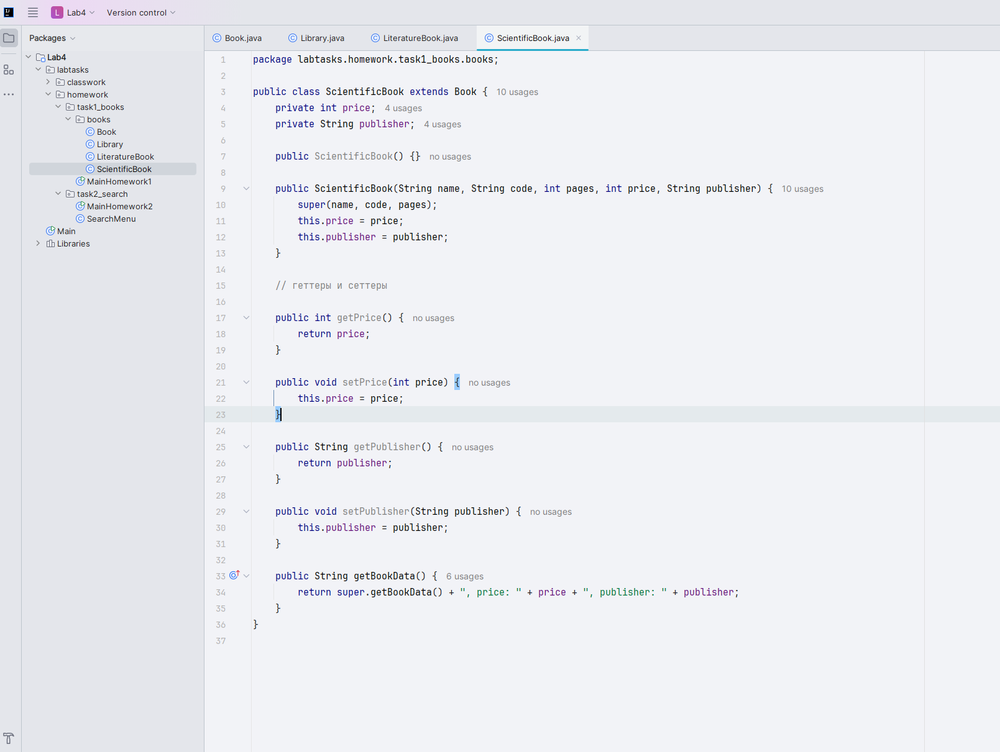 L Lab4 Version control
Packages
Book.java Library.java LiteratureBook.java ScientificBook.java
Lab4
labtasks
classwork
homework
task1_books
books
Book
Library
LiteratureBook
ScientificBook
MainHomework1
task2_search
MainHomework2
SearchMenu
Main
Libraries
1 package labtasks.homework.task1_books.books;
2
3 public class ScientificBook extends Book { 10 usages
4 private int price; 4 usages
5 private String publisher; 4 usages
6
7 public ScientificBook() {} no usages
8
9 public ScientificBook(String name, String code, int pages, int price, String publisher) { 10 usages
10 super(name, code, pages);
11 this.price = price;
12 this.publisher = publisher;
13 }
14
15 // геттеры и сеттеры
16
17 public int getPrice() { no usages
18 return price;
19 }
20
21 public void setPrice(int price) { no usages
22 this.price = price;
23 }
24
25 public String getPublisher() { no usages
26 return publisher;
27 }
28
29 public void setPublisher(String publisher) { no usages
30 this.publisher = publisher;
31 }
32
33 public String getBookData() { 6 usages
34 return super.getBookData() + ", price: " + price + ", publisher: " + publisher;
35 }
36 }
37